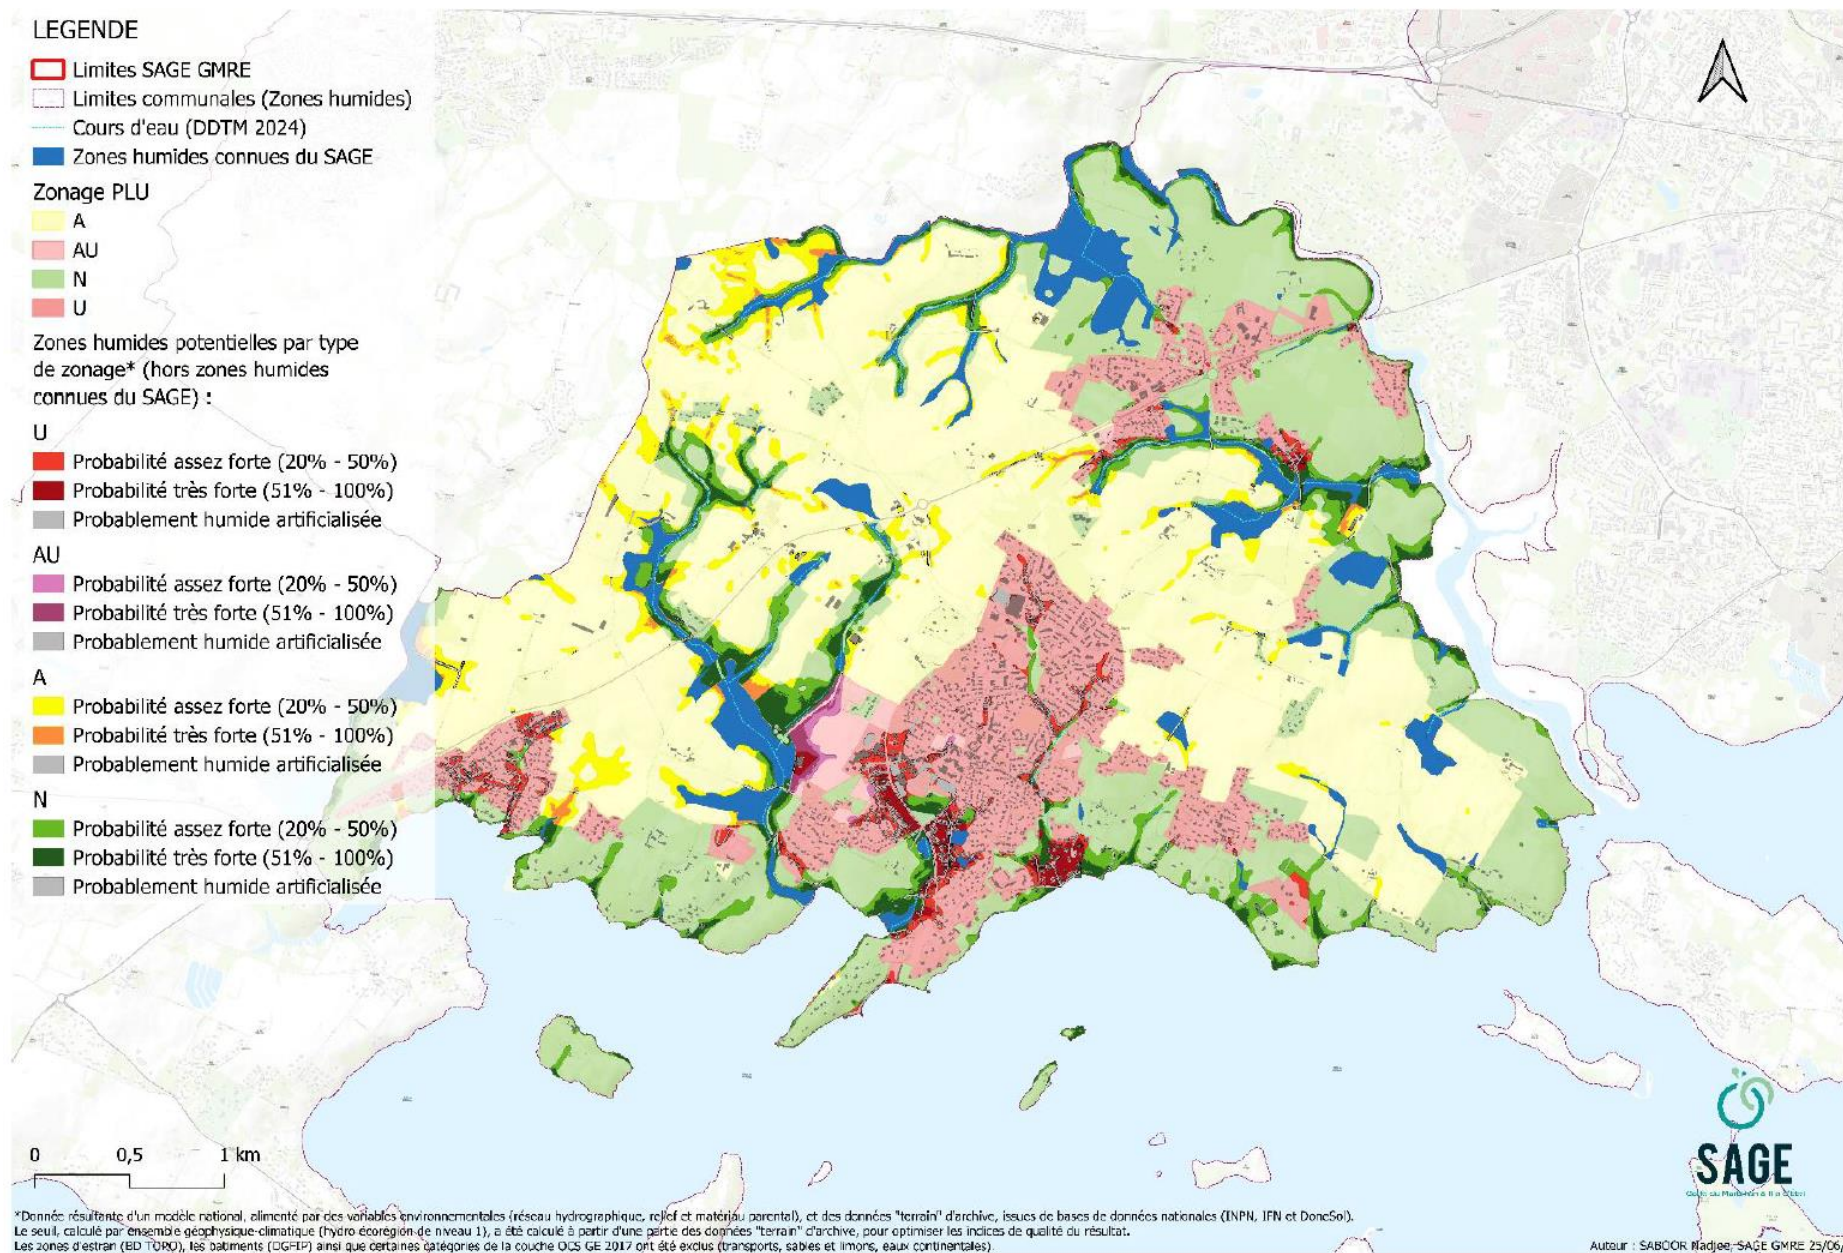 LEGENDE
Limites SAGE GMRE
Limites communales (Zones humides)
Cours d'eau (DDTM 2024)
Zones humides connues du SAGE
Zonage PLU
A
AU
N
U
Zones humides potentielles par type
de zonage* (hors zones humides
connues du SAGE) :
U
Probabilité assez forte (20% - 50%)
Probabilité très forte (51% - 100%)
Probablement humide artificialisée
AU
Probabilité assez forte (20% - 50%)
Probabilité très forte (51% - 100%)
Probablement humide artificialisée
A
Probabilité assez forte (20% - 50%)
Probabilité très forte (51% - 100%)
Probablement humide artificialisée
N
Probabilité assez forte (20% - 50%)
Probabilité très forte (51% - 100%)
Probablement humide artificialisée
0 0,5 1 km
SAGE
*Donnée résultante d'un modèle national, alimenté par des variables environnementales (réseau hydrographique, relief et matériau parental), et des données "terrain" d'archive, issues de bases de données nationales (INPN, IFN et DoneSol).
Le seuil, calculé par ensemble géophysique-climatique (hydro écorégion de niveau 1), a été calculé à partir d'une partie des données "terrain" d'archive, pour optimiser les indices de qualité du résultat.
Les zones d'estran (BD TOPO), les batiments (DGFIP) ainsi que certaines catégories de la couche OCS GE 2017 ont été exclus (transports, sables et limons, eaux continentales).
Auteur : SABOOR Nadjee, SAGE GMRE 25/06